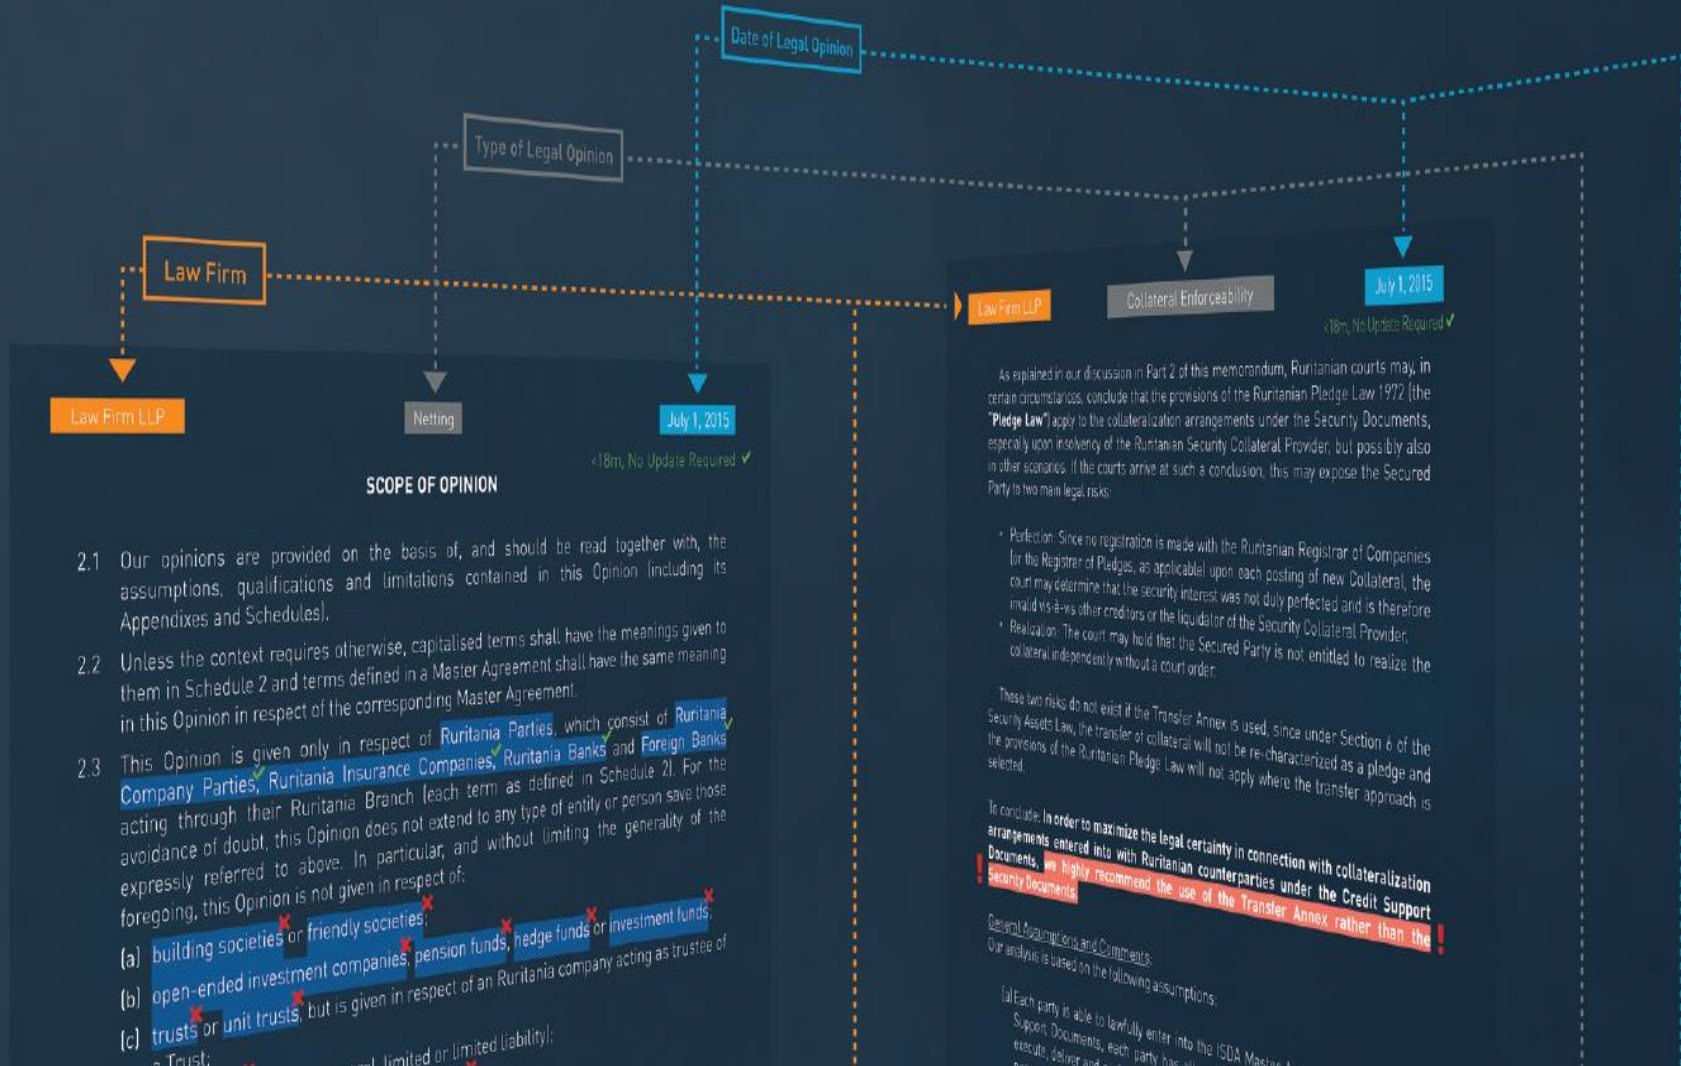 Date of Legal Opinion
Type of Legal Opinion
Law Firm
Law Firm LLP
Netting
July 1, 2015
<18m, No Update Required ✓
SCOPE OF OPINION
2.1 Our opinions are provided on the basis of, and should be read together with, the
assumptions, qualifications and limitations contained in this Opinion (including its
Appendixes and Schedules).
2.2 Unless the context requires otherwise, capitalised terms shall have the meanings given to
them in Schedule 2 and terms defined in a Master Agreement shall have the same meaning
in this Opinion in respect of the corresponding Master Agreement.
2.3 This Opinion is given only in respect of Ruritania Parties, which consist of Ruritania
Company Parties, Ruritania Insurance Companies, Ruritania Banks and Foreign Banks
acting through their Ruritania Branch (each term as defined in Schedule 2). For the
avoidance of doubt, this Opinion does not extend to any type of entity or person save those
expressly referred to above. In particular, and without limiting the generality of the
foregoing, this Opinion is not given in respect of:
(a) building societies or friendly societies;
(b) open-ended investment companies, pension funds, hedge funds or investment funds;
(c) trusts or unit trusts, but is given in respect of an Ruritania company acting as trustee of
a Trust;
limited or limited liability);
Law Firm LLP
Collateral Enforceability
July 1, 2015
<18m, No Update Required ✓
As explained in our discussion in Part 2 of this memorandum, Ruritanian courts may, in
certain circumstances, conclude that the provisions of the Ruritanian Pledge Law 1972 (the
"Pledge Law") apply to the collateralization arrangements under the Security Documents,
especially upon insolvency of the Ruritanian Security Collateral Provider, but possibly also
in other scenarios. If the courts arrive at such a conclusion, this may expose the Secured
Party to two main legal risks:
• Perfection: Since no registration is made with the Ruritanian Registrar of Companies
(or the Registrar of Pledges, as applicable) upon each posting of new Collateral, the
court may determine that the security interest was not duly perfected and is therefore
invalid vis-à-vis other creditors or the liquidator of the Security Collateral Provider.
• Realization: The court may hold that the Secured Party is not entitled to realize the
collateral independently without a court order.
These two risks do not exist if the Transfer Annex is used, since under Section 6 of the
Security Assets Law, the transfer of collateral will not be re-characterized as a pledge and
the provisions of the Ruritanian Pledge Law will not apply where the transfer approach is
selected.
To conclude: In order to maximize the legal certainty in connection with collateralization
arrangements entered into with Ruritanian counterparties under the Credit Support
Documents, we highly recommend the use of the Transfer Annex rather than the
Security Documents.
General Assumptions and Comments:
Our analysis is based on the following assumptions:
(a) Each party is able to lawfully enter into the ISDA Master
Support Documents, each party has
execute, deliver and